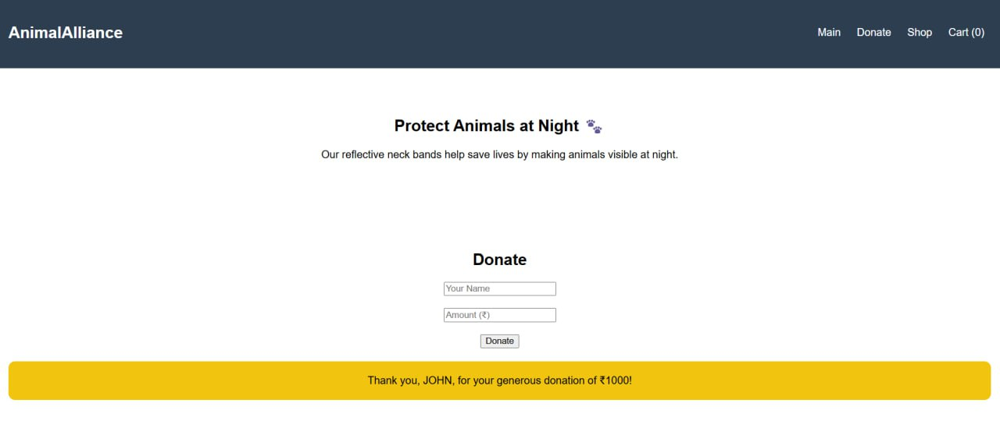 AnimalAlliance
Main Donate Shop Cart (0)
Protect Animals at Night 🐾
Our reflective neck bands help save lives by making animals visible at night.
Donate
Your Name
Amount (₹)
Donate
Thank you, JOHN, for your generous donation of ₹1000!